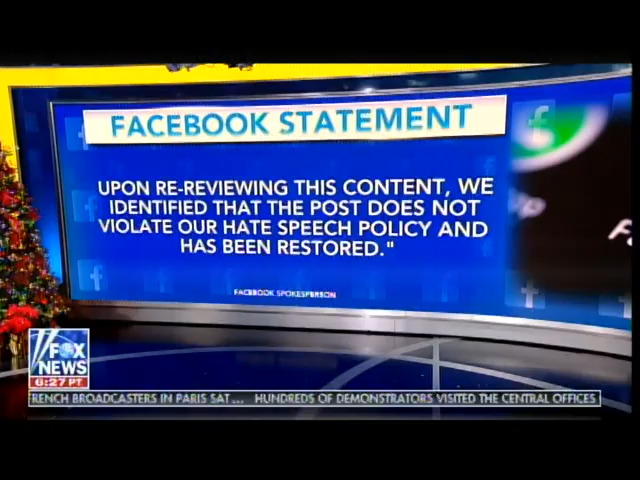 FACEBOOK STATEMENT
UPON RE-REVIEWING THIS CONTENT, WE
IDENTIFIED THAT THE POST DOES NOT
VIOLATE OUR HATE SPEECH POLICY AND
HAS BEEN RESTORED."
FACEBOOK SPOKESPERSON
FOX
NEWS
6:27 PT
RENCH BROADCASTERS IN PARIS SAT... HUNDREDS OF DEMONSTRATORS VISITED THE CENTRAL OFFICES